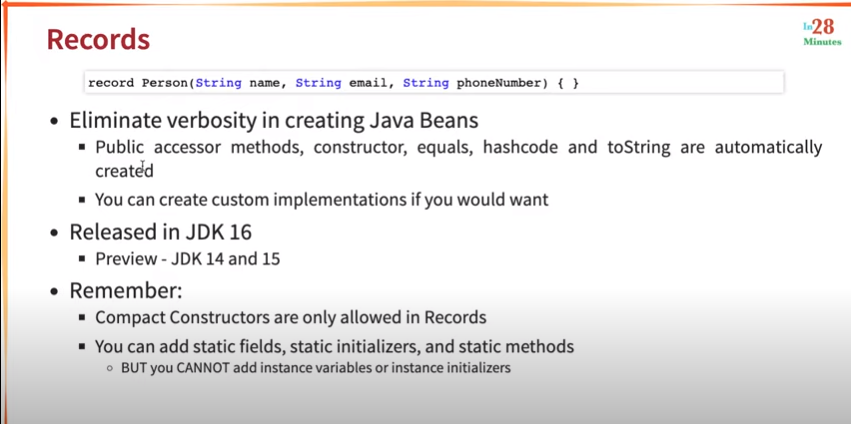 Records
In28
Minutes
record Person(String name, String email, String phoneNumber) { }
• Eliminate verbosity in creating Java Beans
▪ Public accessor methods, constructor, equals, hashcode and toString are automatically
created
▪ You can create custom implementations if you would want
• Released in JDK 16
▪ Preview - JDK 14 and 15
• Remember:
▪ Compact Constructors are only allowed in Records
▪ You can add static fields, static initializers, and static methods
○ BUT you CANNOT add instance variables or instance initializers